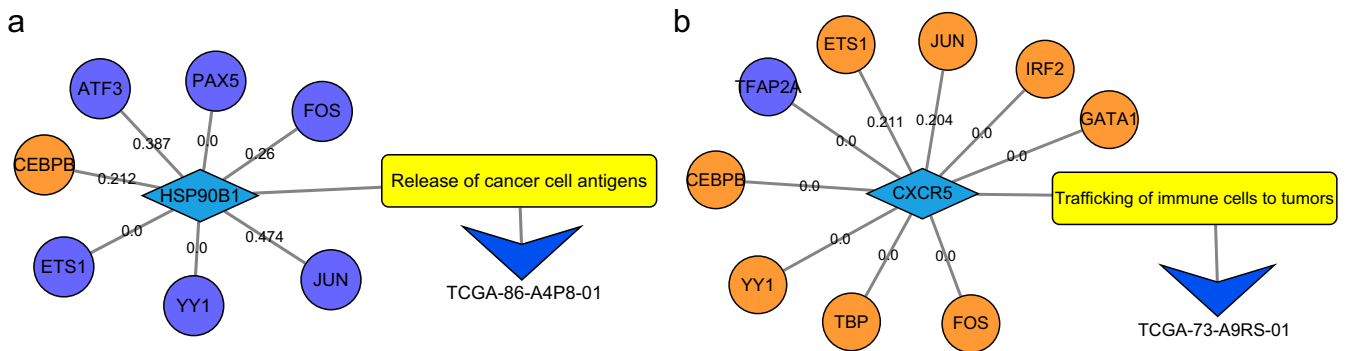 a
PAX5
ATF3
FOS
0.387
0.0
0.26
CEBPB
0.212
HSP90B1
Release of cancer cell antigens
0.0
0.0
0.474
ETS1
YY1
JUN
TCGA-86-A4P8-01
b
ETS1
JUN
IRF2
TFAP2A
GATA1
0.211
0.204
0.0
0.0
0.0
CEBPB
0.0
CXCR5
Trafficking of immune cells to tumors
0.0
0.0
0.0
YY1
TBP
FOS
TCGA-73-A9RS-01